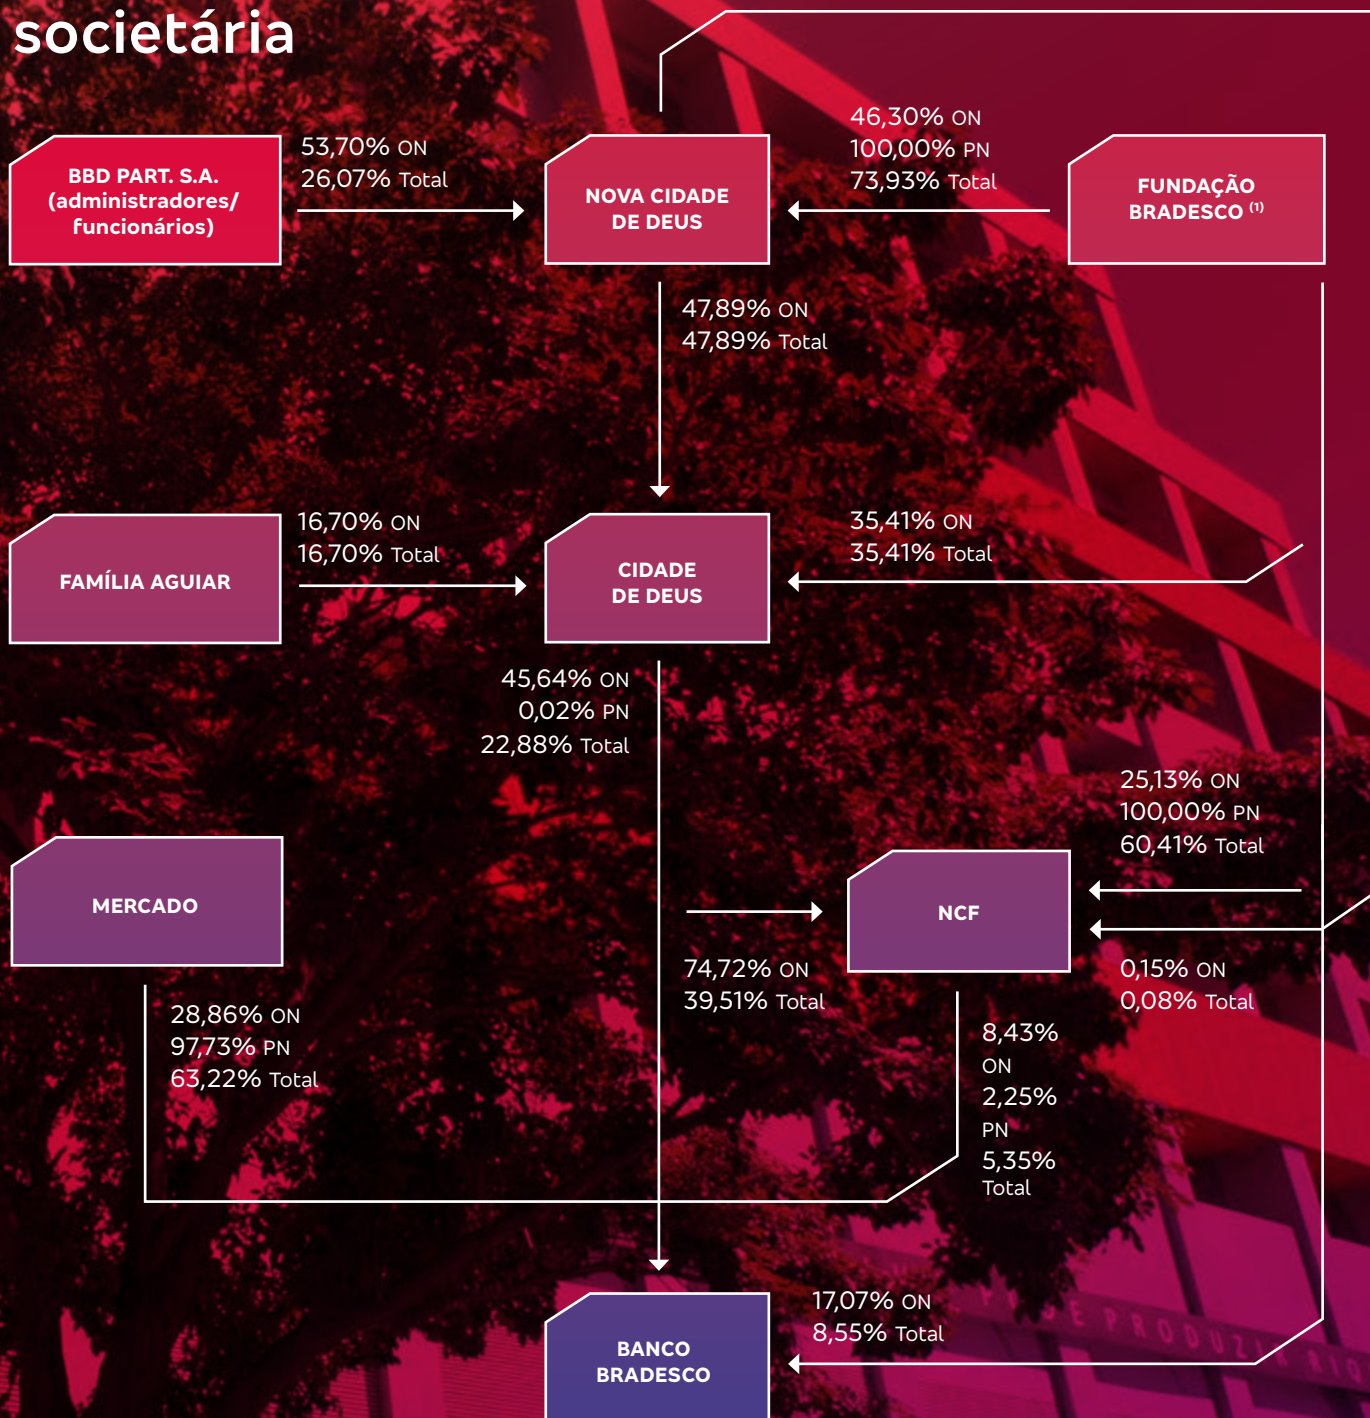 societária
BBD PART. S.A.
(administradores/
funcionários)
53,70% ON
26,07% Total
NOVA CIDADE
DE DEUS
46,30% ON
100,00% PN
73,93% Total
FUNDAÇÃO
BRADESCO (1)
47,89% ON
47,89% Total
FAMÍLIA AGUIAR
16,70% ON
16,70% Total
CIDADE
DE DEUS
35,41% ON
35,41% Total
45,64% ON
0,02% PN
22,88% Total
MERCADO
28,86% ON
97,73% PN
63,22% Total
74,72% ON
39,51% Total
NCF
25,13% ON
100,00% PN
60,41% Total
0,15% ON
0,08% Total
8,43%
ON
2,25%
PN
5,35%
Total
BANCO
BRADESCO
17,07% ON
8,55% Total
DE PRODUZIR